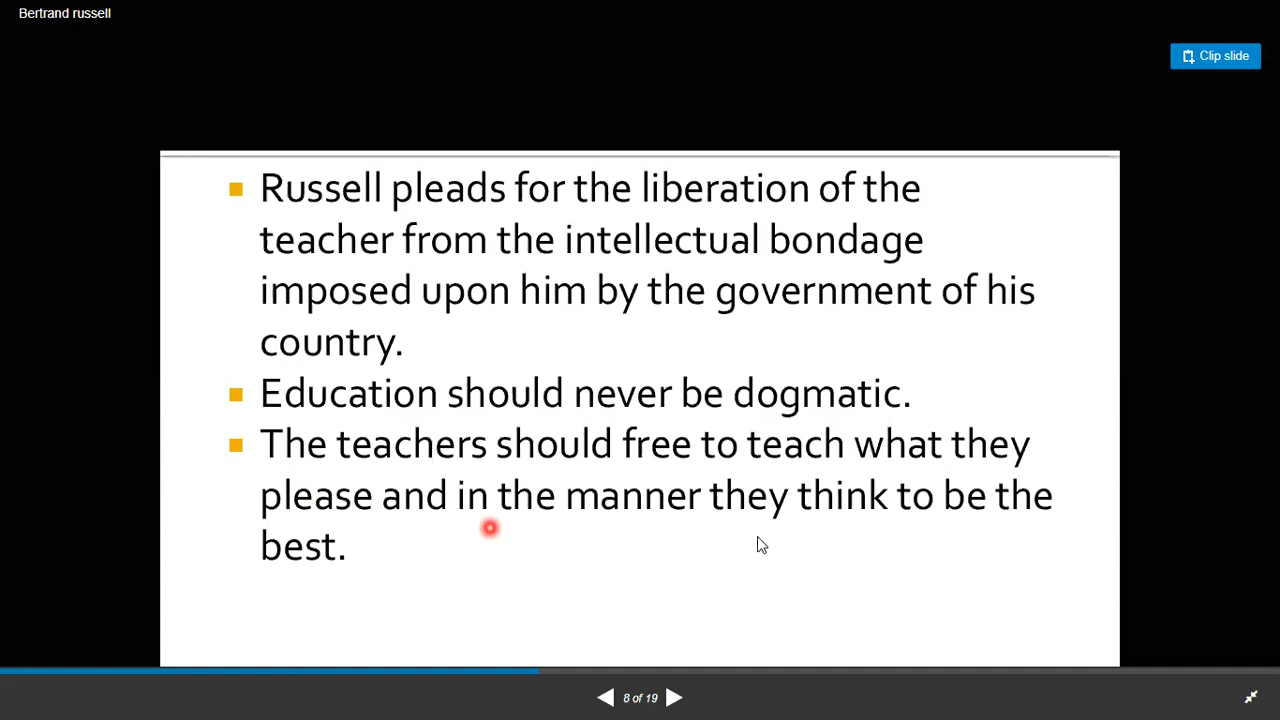 Bertrand russell
Clip slide
Russell pleads for the liberation of the
teacher from the intellectual bondage
imposed upon him by the government of his
country.
Education should never be dogmatic.
The teachers should free to teach what they
please and in the manner they think to be the
best.
8 of 19